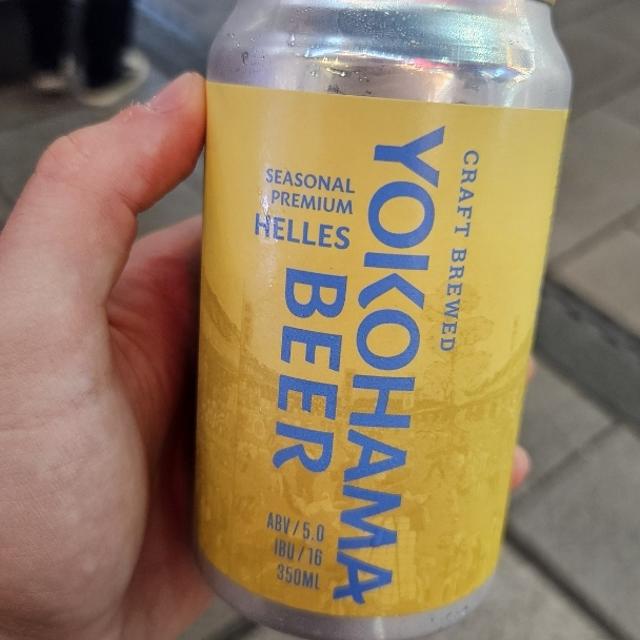 CRAFT BREWED
YOKOHAMA
BEER
SEASONAL
PREMIUM
HELLES
ABV / 5.0
IBU / 16
350ML